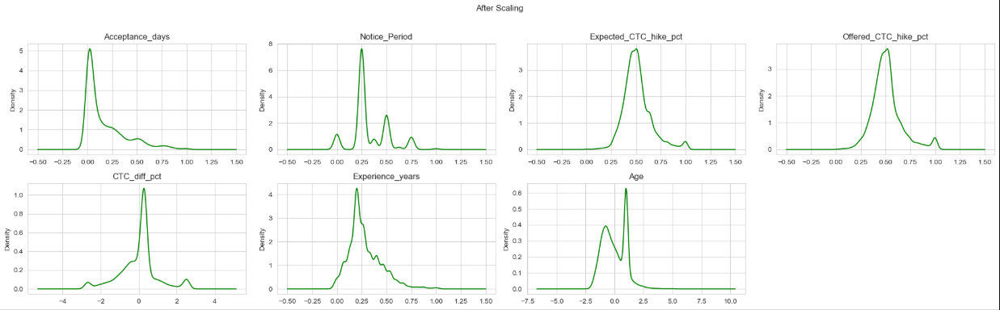 After Scaling
Acceptance_days
Notice_Period
Expected_CTC_hike_pct
Offered_CTC_hike_pct
Density
5
4
3
2
1
0
-0.50 -0.25 0.00 0.25 0.50 0.75 1.00 1.25 1.50
Density
8
6
4
2
0
-0.50 -0.25 0.00 0.25 0.50 0.75 1.00 1.25 1.50
Density
3
2
1
0
-0.50 -0.25 0.00 0.25 0.50 0.75 1.00 1.25 1.50
Density
3
2
1
0
-0.50 -0.25 0.00 0.25 0.50 0.75 1.00 1.25 1.50
CTC_diff_pct
Experience_years
Age
Density
1.0
0.8
0.6
0.4
0.2
0.0
−4 −2 0 2 4
Density
4
3
2
1
0
−0.50 −0.25 0.00 0.25 0.50 0.75 1.00 1.25 1.50
Density
0.6
0.5
0.4
0.3
0.2
0.1
0.0
−7.5 −5.0 −2.5 0.0 2.5 5.0 7.5 10.0